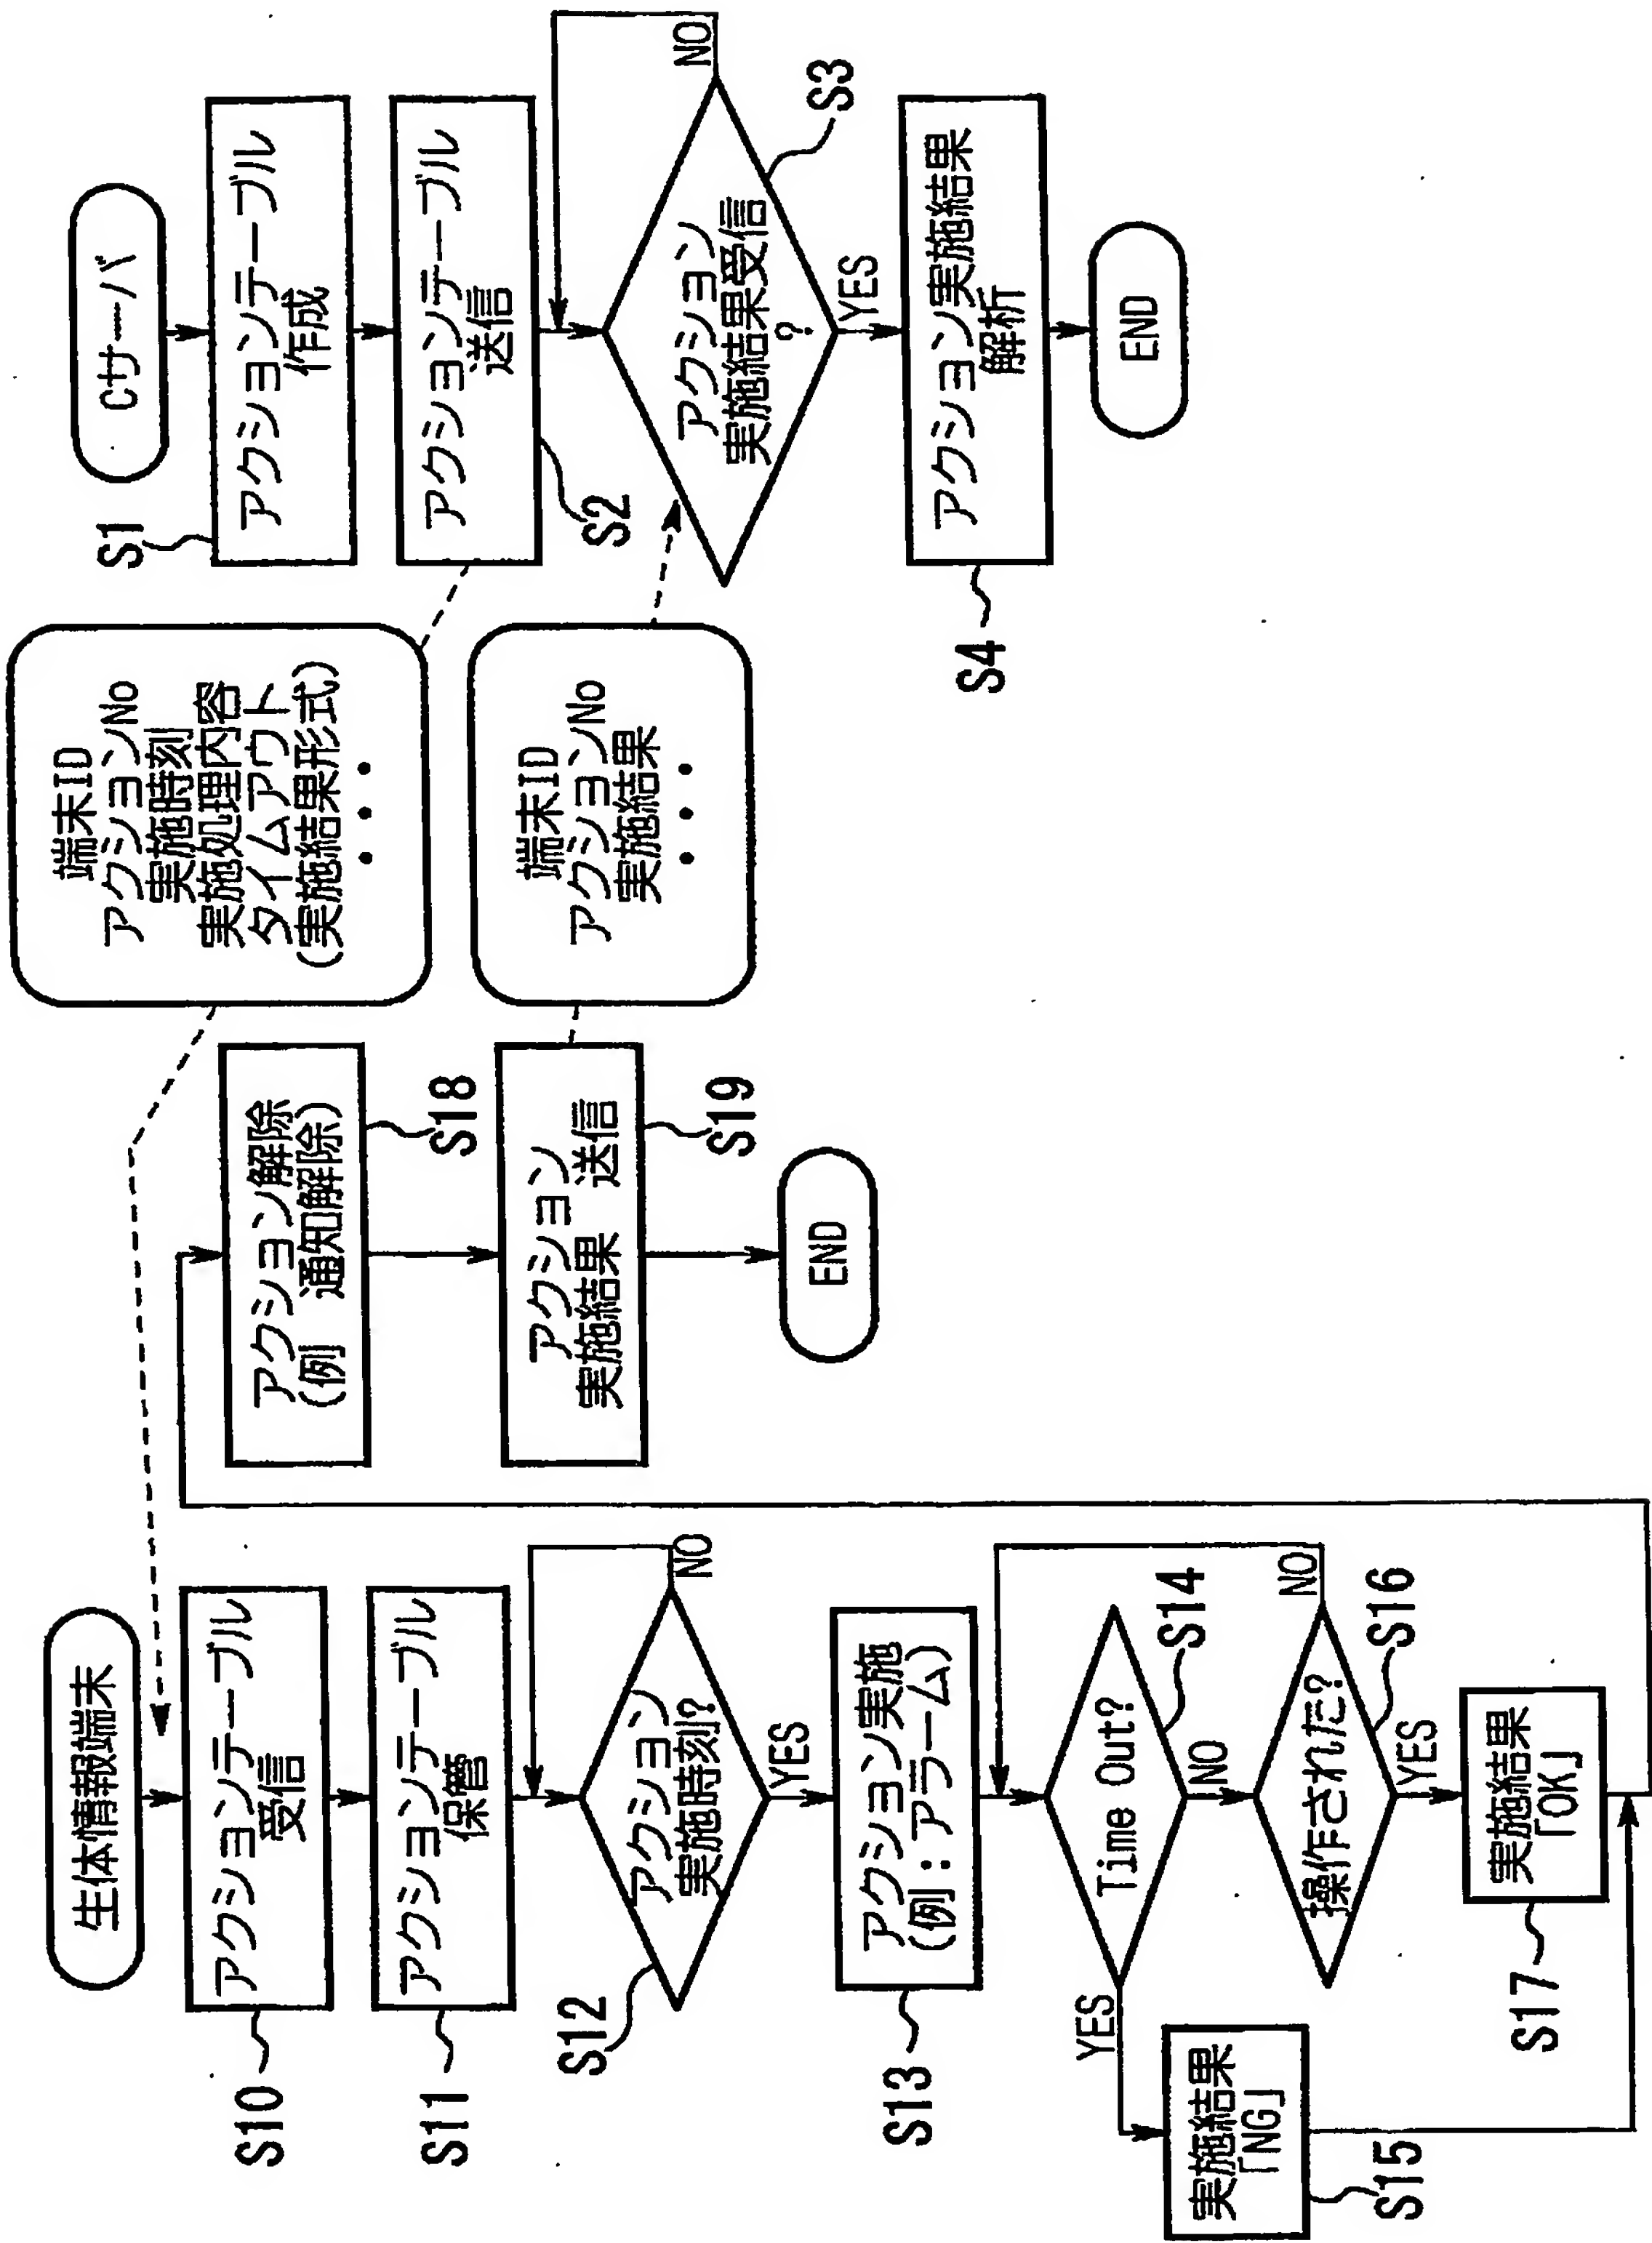 生体情報端末
アクションテーブル
受信
S10
アクションテーブル
保管
S11
アクション
実施時刻?
S12
NO
YES
アクション実施
(例:アラーム)
S13
Time Out?
S14
YES
NO
実施結果
「NG」
S15
操作された?
S16
NO
YES
実施結果
「OK」
S17
アクション解除
(例 通知解除)
S18
アクション
実施結果 送信
S19
END
端末ID
アクションNo
実施時刻
実施処理内容
タイムアウト
(実施結果形式)
・・・
端末ID
アクションNo
実施結果
・・・
Cサーバ
アクションテーブル
作成
S1
アクションテーブル
送信
S2
アクション
実施結果受信
?
S3
NO
YES
アクション実施結果
解析
S4
END